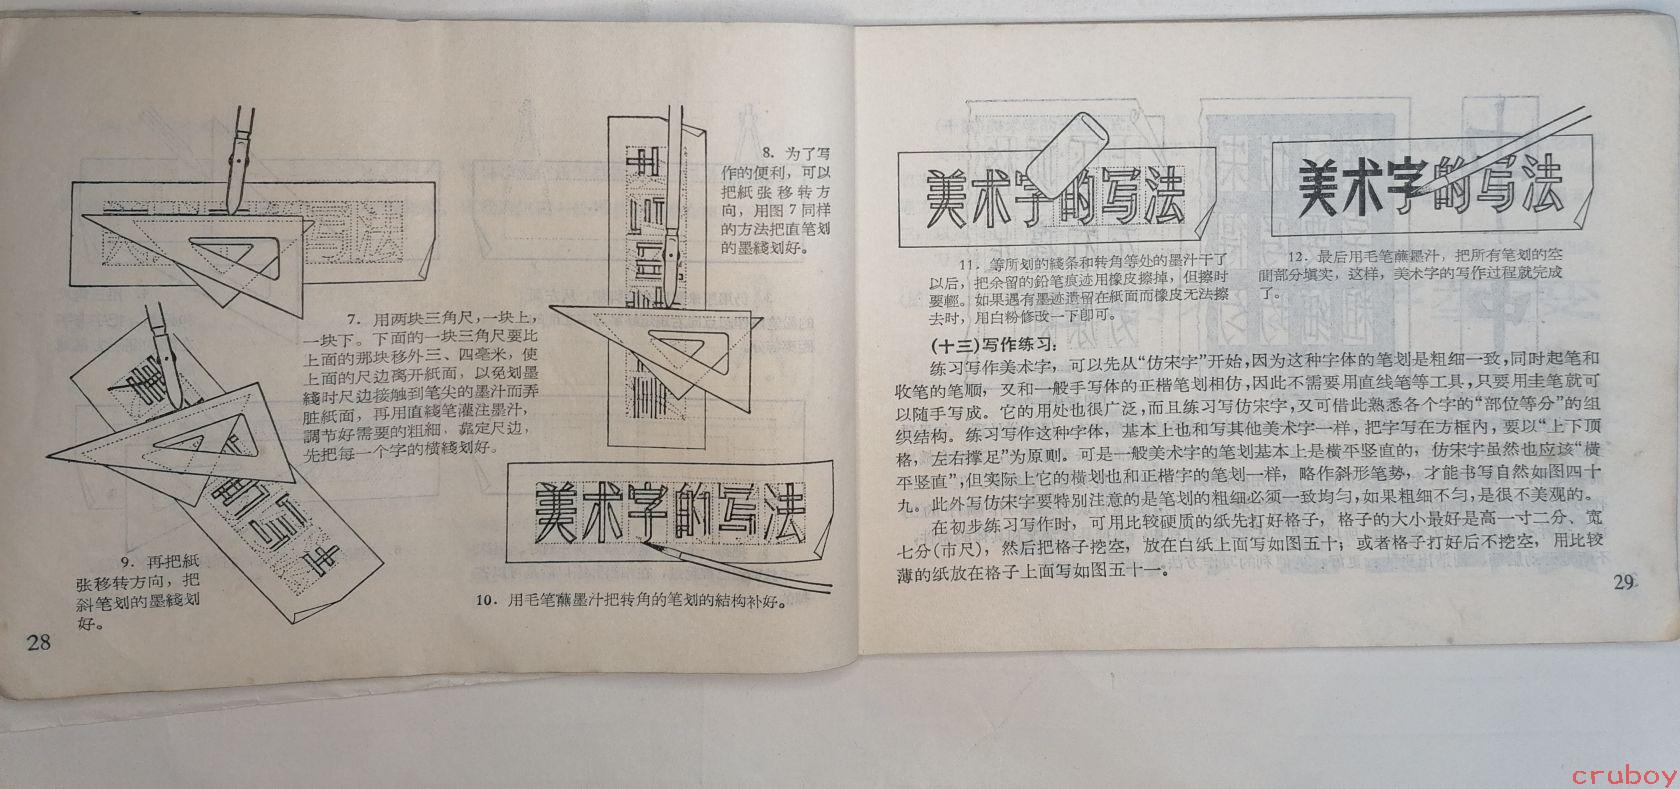 写法
7. 用两块三角尺，一块上，
一块下。下面的一块三角尺要比
上面的那块移外三、四毫米，使
上面的尺边离开紙面，以免划墨
綫时尺边接触到笔尖的墨汁而弄
脏紙面，再用直綫笔灌注墨汁，
調节好需要的粗細，靠定尺边，
先把每一个字的橫綫划好。
8. 为了写
作的便利，可以
把紙张移转方
向，用图7同样
的方法把直笔划
的墨綫划好。
9. 再把紙
张移转方向，把
斜笔划的墨綫划
好。
美术字的写法
10. 用毛笔蘸墨汁把转角的笔划的結构补好。
28
美术字的写法
11. 等所划的綫条和转角等处的墨汁干了
以后，把余留的鉛笔痕迹用橡皮擦掉，但擦时
要輕。如果遇有墨迹遺留在紙面而橡皮无法擦
去时，用白粉修改一下卽可。
美术字的写法
12. 最后用毛笔蘸墨汁，把所有笔划的空
間部分填实，这样，美术字的写作过程就完成
了。
(十三)写作练习：
练习写作美术字，可以先从“仿宋字”开始，因为这种字体的笔划是粗细一致，同时起笔和
收笔的笔顺，又和一般手写体的正楷笔划相仿，因此不需要用直线笔等工具，只要用圭笔就可
以随手写成。它的用处也很广泛，而且练习写仿宋字，又可借此熟悉各个字的“部位等分”的组
织结构。练习写作这种字体，基本上也和写其他美术字一样，把字写在方框内，要以“上下顶
格，左右撑足”为原则。可是一般美术字的笔划基本上是横平竖直的，仿宋字虽然也应该“横
平竖直”，但实际上它的横划也和正楷字的笔划一样，略作斜形笔势，才能书写自然如图四十
九。此外写仿宋字要特别注意的是笔划的粗细必须一致均匀，如果粗细不匀，是很不美观的。
在初步练习写作时，可用比较硬质的纸先打好格子，格子的大小最好是高一寸二分、宽
七分(市尺)，然后把格子挖空，放在白纸上面写如图五十；或者格子打好后不挖空，用比较
薄的纸放在格子上面写如图五十一。
29
cruboy